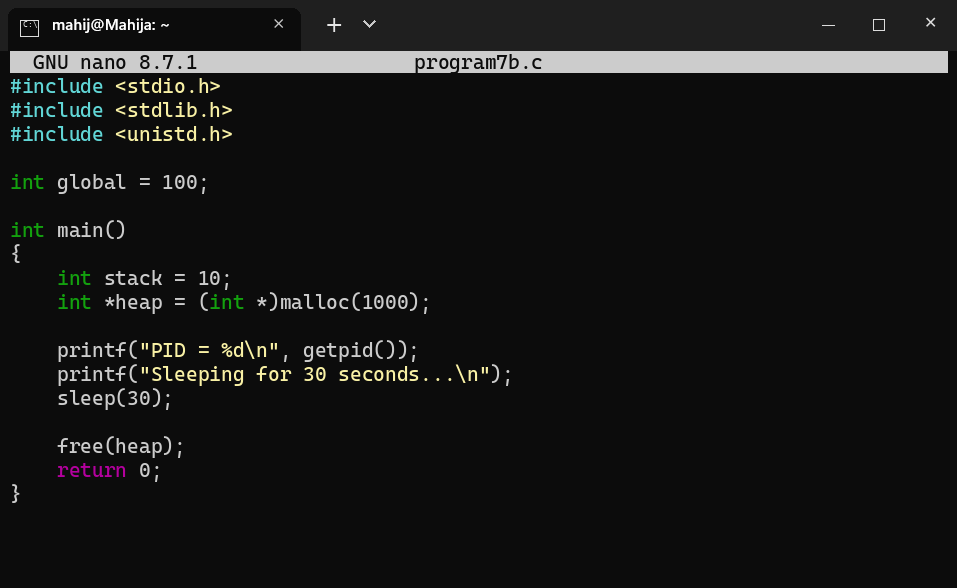 mahij@Mahija: ~
GNU nano 8.7.1 program7b.c
#include <stdio.h>
#include <stdlib.h>
#include <unistd.h>

int global = 100;

int main()
{
    int stack = 10;
    int *heap = (int *)malloc(1000);

    printf("PID = %d\n", getpid());
    printf("Sleeping for 30 seconds...\n");
    sleep(30);

    free(heap);
    return 0;
}